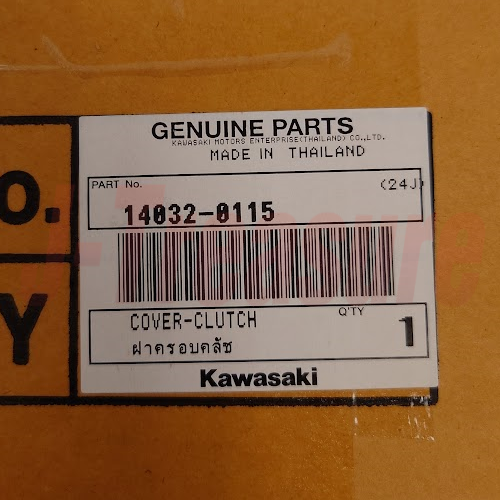 GENUINE PARTS
KAWASAKI MOTORS ENTERPRISE(THAILAND) CO.,LTD.
MADE IN THAILAND
PART No. (24J)
14032-0115
O.
Y
COVER-CLUTCH Q'TY
ฝาครอบคลัช 1
Kawasaki